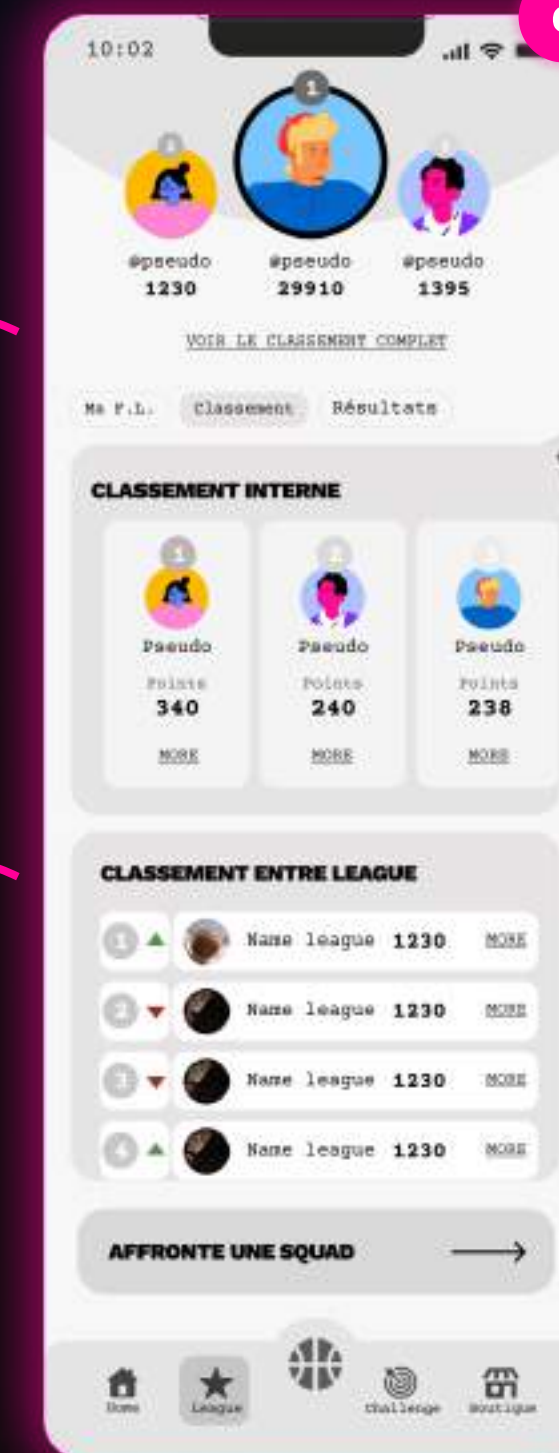 10:02
1
@pseudo @pseudo @pseudo
1230 29910 1395
VOIR LE CLASSEMENT COMPLET
Ma F.L. Classement Résultats
CLASSEMENT INTERNE
1
Pseudo Pseudo Pseudo
Points Points Points
340 240 238
MORE MORE MORE
CLASSEMENT ENTRE LEAGUE
1 Name league 1230 MORE
2 Name league 1230 MORE
3 Name league 1230 MORE
4 Name league 1230 MORE
AFFRONTE UNE SQUAD
Home League Challenge Boutique